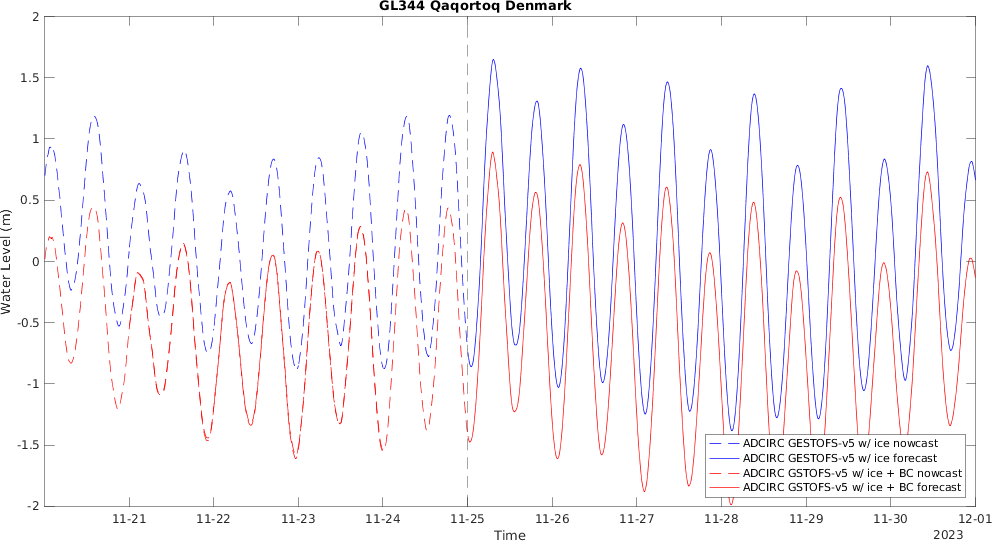 GL344 Qaqortoq Denmark
2
1.5
1
0.5
0
-0.5
-1
-1.5
-2
Water Level (m)
ADCIRC GESTOFS-v5 w/ ice nowcast
ADCIRC GESTOFS-v5 w/ ice forecast
ADCIRC GSTOFS-v5 w/ ice + BC nowcast
ADCIRC GSTOFS-v5 w/ ice + BC forecast
11-21 11-22 11-23 11-24 11-25 11-26 11-27 11-28 11-29 11-30 12-01
Time
2023